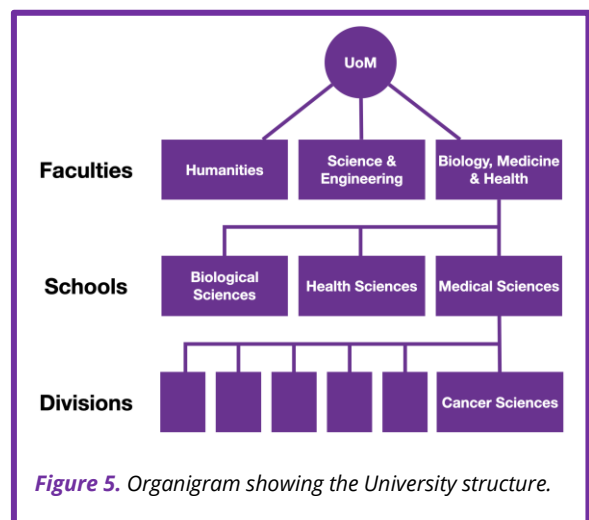 UoM
Faculties
Humanities
Science &
Engineering
Biology, Medicine
& Health
Schools
Biological
Sciences
Health Sciences
Medical Sciences
Divisions
Cancer Sciences
Figure 5. Organigram showing the University structure.